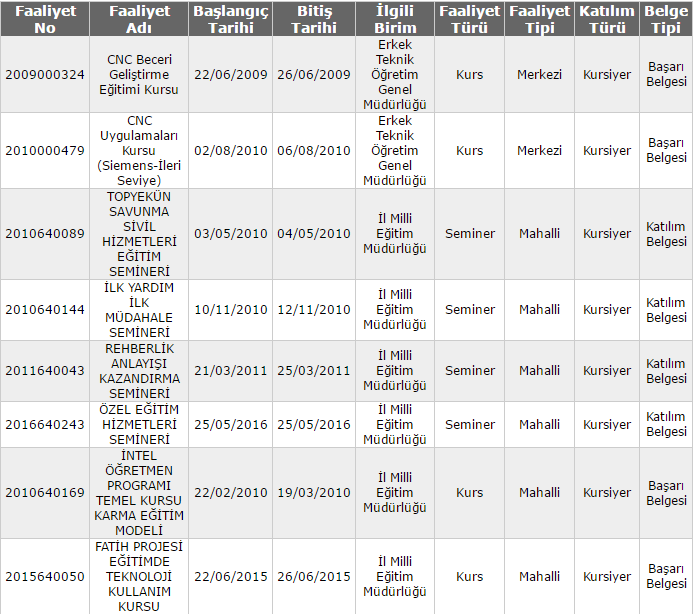 Faaliyet No Faaliyet Adı Başlangıç Tarihi Bitiş Tarihi İlgili Birim Faaliyet Türü Faaliyet Tipi Katılım Türü Belge Tipi
2009000324 CNC Beceri Geliştirme Eğitimi Kursu 22/06/2009 26/06/2009 Erkek Teknik Öğretim Genel Müdürlüğü Kurs Merkezi Kursiyer Başarı Belgesi
2010000479 CNC Uygulamaları Kursu (Siemens-İleri Seviye) 02/08/2010 06/08/2010 Erkek Teknik Öğretim Genel Müdürlüğü Kurs Merkezi Kursiyer Başarı Belgesi
2010640089 TOPYEKÜN SAVUNMA SİVİL HİZMETLERİ EĞİTİM SEMİNERİ 03/05/2010 04/05/2010 İl Milli Eğitim Müdürlüğü Seminer Mahalli Kursiyer Katılım Belgesi
2010640144 İLK YARDIM İLK MÜDAHALE SEMİNERİ 10/11/2010 12/11/2010 İl Milli Eğitim Müdürlüğü Seminer Mahalli Kursiyer Katılım Belgesi
2011640043 REHBERLİK ANLAYIŞI KAZANDIRMA SEMİNERİ 21/03/2011 25/03/2011 İl Milli Eğitim Müdürlüğü Seminer Mahalli Kursiyer Katılım Belgesi
2016640243 ÖZEL EĞİTİM HİZMETLERİ SEMİNERİ 25/05/2016 25/05/2016 İl Milli Eğitim Müdürlüğü Seminer Mahalli Kursiyer Katılım Belgesi
2010640169 İNTEL ÖĞRETMEN PROGRAMI TEMEL KURSU KARMA EĞİTİM MODELİ 22/02/2010 19/03/2010 İl Milli Eğitim Müdürlüğü Kurs Mahalli Kursiyer Başarı Belgesi
2015640050 FATİH PROJESİ EĞİTİMDE TEKNOLOJİ KULLANIM KURSU 22/06/2015 26/06/2015 İl Milli Eğitim Müdürlüğü Kurs Mahalli Kursiyer Başarı Belgesi